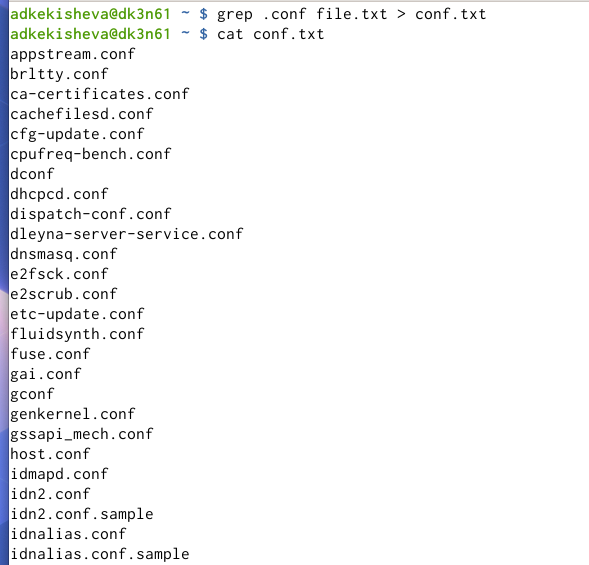 adkekisheva@dk3n61 ~ $ grep .conf file.txt > conf.txt
adkekisheva@dk3n61 ~ $ cat conf.txt
appstream.conf
brltty.conf
ca-certificates.conf
cachefilesd.conf
cfg-update.conf
cpufreq-bench.conf
dconf
dhcpcd.conf
dispatch-conf.conf
dleyna-server-service.conf
dnsmasq.conf
e2fsck.conf
e2scrub.conf
etc-update.conf
fluidsynth.conf
fuse.conf
gai.conf
gconf
genkernel.conf
gssapi_mech.conf
host.conf
idmapd.conf
idn2.conf
idn2.conf.sample
idnalias.conf
idnalias.conf.sample